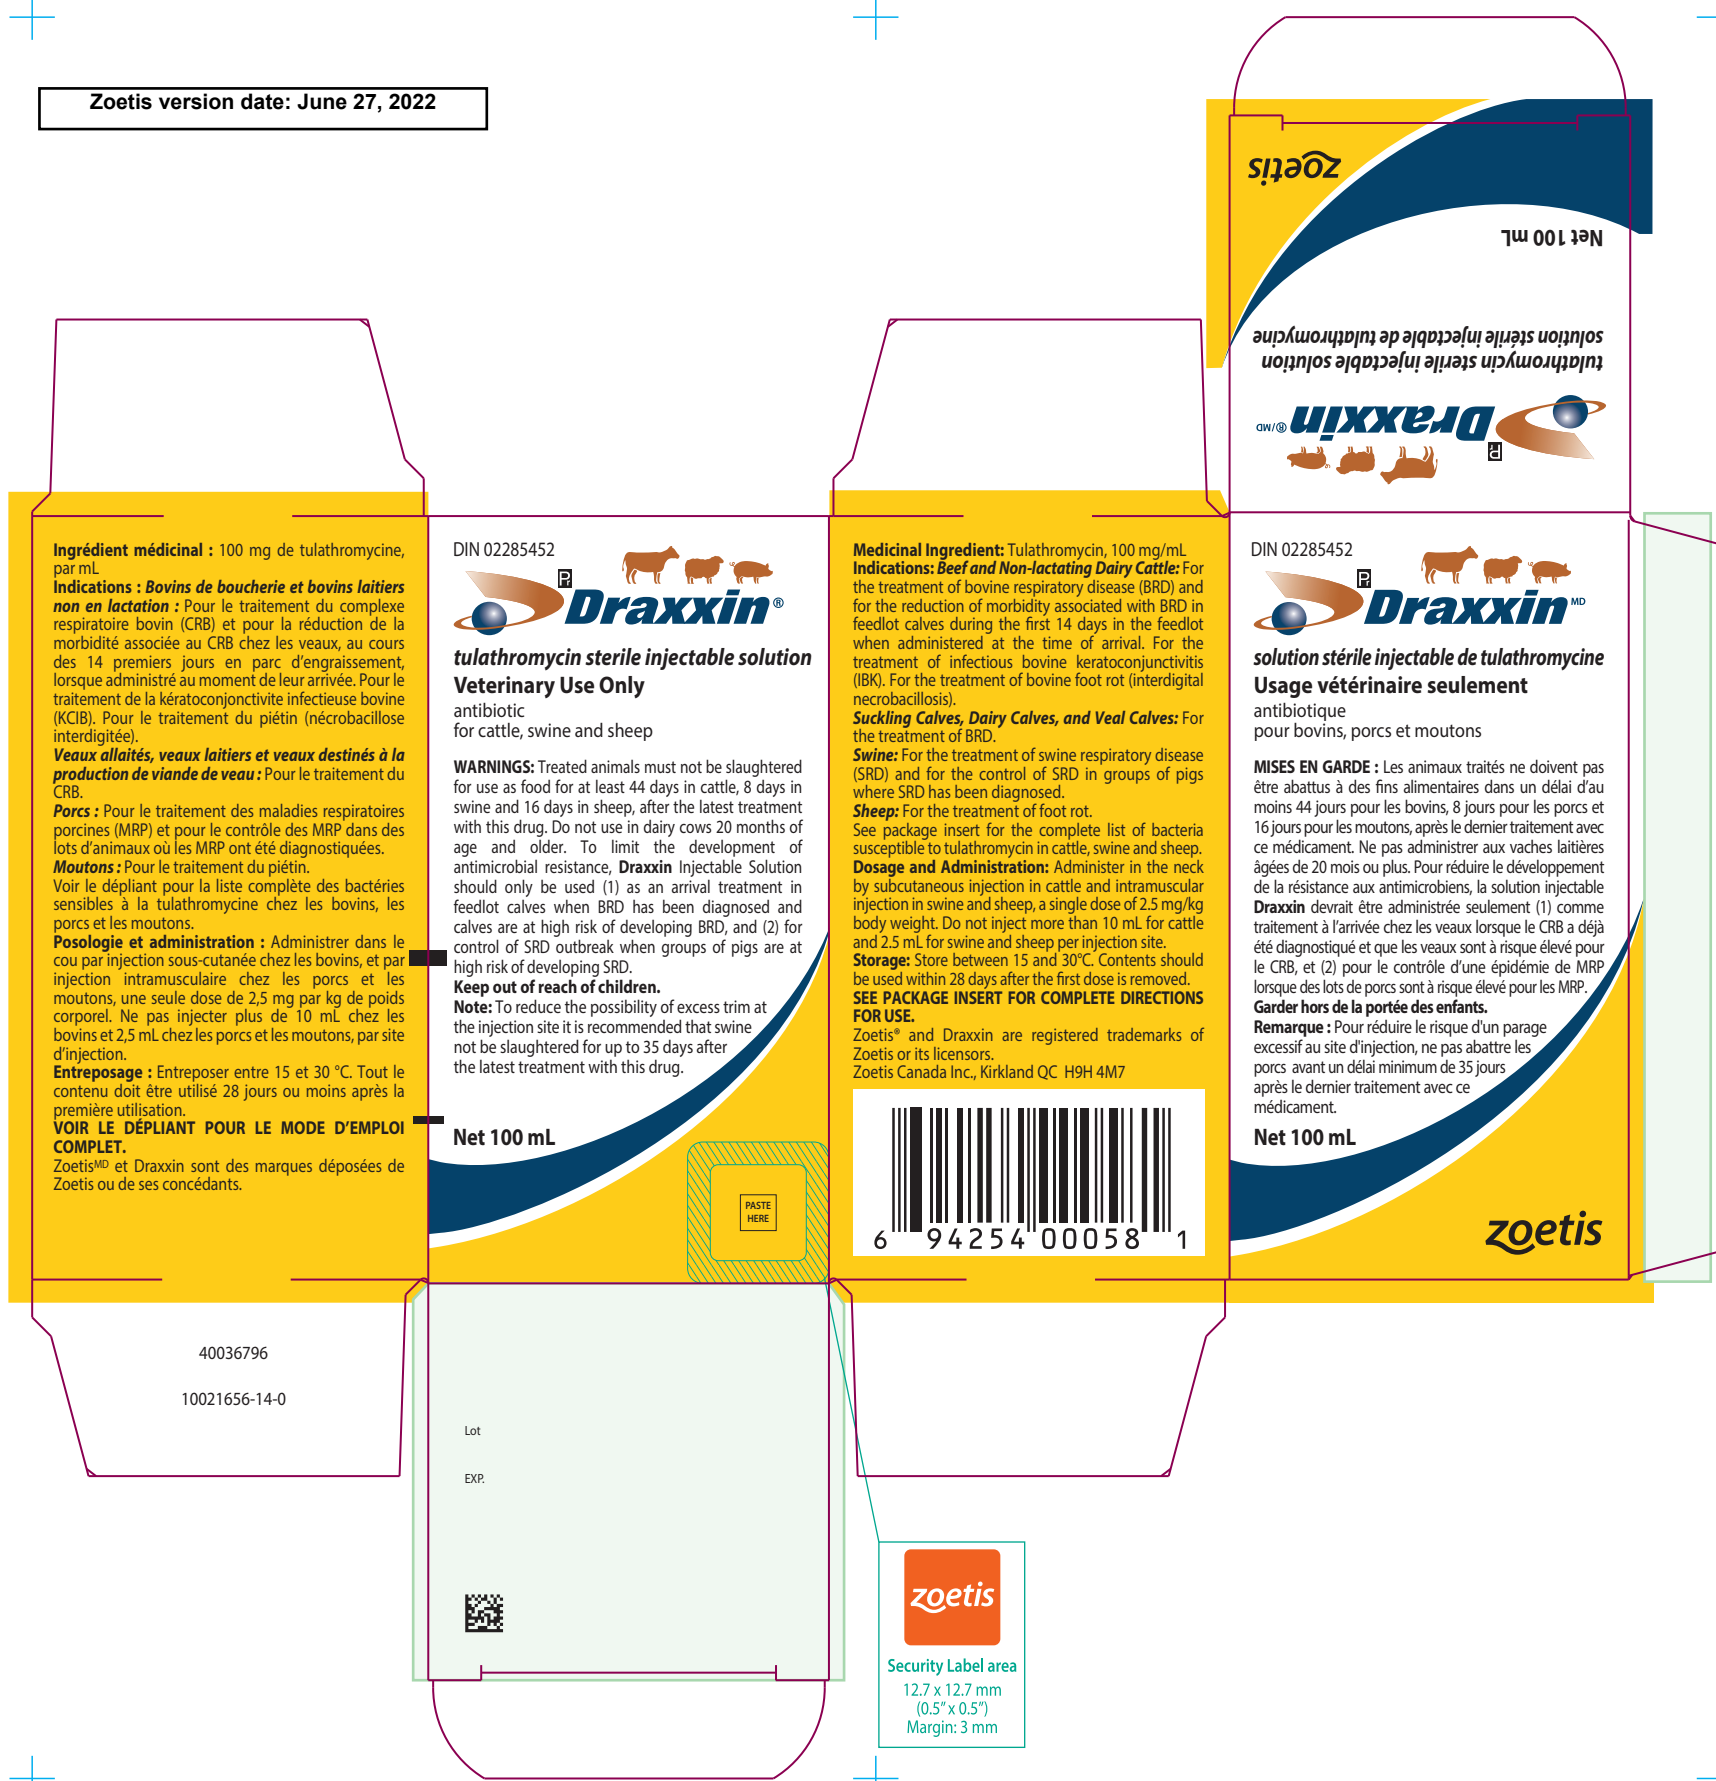 Zoetis version date: June 27, 2022
zoetis
Net 100 mL
solution stérile injectable de tulathromycine
tulathromycin sterile injectable solution
Draxxin®/MD
Pr
Ingrédient médicinal : 100 mg de tulathromycine,
par mL
Indications : Bovins de boucherie et bovins laitiers
non en lactation : Pour le traitement du complexe
respiratoire bovin (CRB) et pour la réduction de la
morbidité associée au CRB chez les veaux, au cours
des 14 premiers jours en parc d'engraissement,
lorsque administré au moment de leur arrivée. Pour le
traitement de la kératoconjonctivite infectieuse bovine
(KCIB). Pour le traitement du piétin (nécrobacillose
interdigitée).
Veaux allaités, veaux laitiers et veaux destinés à la
production de viande de veau : Pour le traitement du
CRB.
Porcs : Pour le traitement des maladies respiratoires
porcines (MRP) et pour le contrôle des MRP dans des
lots d'animaux où les MRP ont été diagnostiquées.
Moutons : Pour le traitement du piétin.
Voir le dépliant pour la liste complète des bactéries
sensibles à la tulathromycine chez les bovins, les
porcs et les moutons.
Posologie et administration : Administrer dans le
cou par injection sous-cutanée chez les bovins, et par
injection intramusculaire chez les porcs et les
moutons, une seule dose de 2,5 mg par kg de poids
corporel. Ne pas injecter plus de 10 mL chez les
bovins et 2,5 mL chez les porcs et les moutons, par site
d'injection.
Entreposage : Entreposer entre 15 et 30 °C. Tout le
contenu doit être utilisé 28 jours ou moins après la
première utilisation.
VOIR LE DÉPLIANT POUR LE MODE D'EMPLOI
COMPLET.
ZoetisMD et Draxxin sont des marques déposées de
Zoetis ou de ses concédants.
40036796
10021656-14-0
DIN 02285452
Pr
Draxxin®
tulathromycin sterile injectable solution
Veterinary Use Only
antibiotic
for cattle, swine and sheep
WARNINGS: Treated animals must not be slaughtered
for use as food for at least 44 days in cattle, 8 days in
swine and 16 days in sheep, after the latest treatment
with this drug. Do not use in dairy cows 20 months of
age and older. To limit the development of
antimicrobial resistance, Draxxin Injectable Solution
should only be used (1) as an arrival treatment in
feedlot calves when BRD has been diagnosed and
calves are at high risk of developing BRD, and (2) for
control of SRD outbreak when groups of pigs are at
high risk of developing SRD.
Keep out of reach of children.
Note: To reduce the possibility of excess trim at
the injection site it is recommended that swine
not be slaughtered for up to 35 days after
the latest treatment with this drug.
Net 100 mL
PASTE
HERE
Lot
EXP.
Medicinal Ingredient: Tulathromycin, 100 mg/mL
Indications: Beef and Non-lactating Dairy Cattle: For
the treatment of bovine respiratory disease (BRD) and
for the reduction of morbidity associated with BRD in
feedlot calves during the first 14 days in the feedlot
when administered at the time of arrival. For the
treatment of infectious bovine keratoconjunctivitis
(IBK). For the treatment of bovine foot rot (interdigital
necrobacillosis).
Suckling Calves, Dairy Calves, and Veal Calves: For
the treatment of BRD.
Swine: For the treatment of swine respiratory disease
(SRD) and for the control of SRD in groups of pigs
where SRD has been diagnosed.
Sheep: For the treatment of foot rot.
See package insert for the complete list of bacteria
susceptible to tulathromycin in cattle, swine and sheep.
Dosage and Administration: Administer in the neck
by subcutaneous injection in cattle and intramuscular
injection in swine and sheep, a single dose of 2.5 mg/kg
body weight. Do not inject more than 10 mL for cattle
and 2.5 mL for swine and sheep per injection site.
Storage: Store between 15 and 30°C. Contents should
be used within 28 days after the first dose is removed.
SEE PACKAGE INSERT FOR COMPLETE DIRECTIONS
FOR USE.
Zoetis® and Draxxin are registered trademarks of
Zoetis or its licensors.
Zoetis Canada Inc., Kirkland QC H9H 4M7
6 94254 00058 1
zoetis
Security Label area
12.7 x 12.7 mm
(0.5” x 0.5”)
Margin: 3 mm
DIN 02285452
Pr
DraxxinMD
solution stérile injectable de tulathromycine
Usage vétérinaire seulement
antibiotique
pour bovins, porcs et moutons
MISES EN GARDE : Les animaux traités ne doivent pas
être abattus à des fins alimentaires dans un délai d'au
moins 44 jours pour les bovins, 8 jours pour les porcs et
16 jours pour les moutons, après le dernier traitement avec
ce médicament. Ne pas administrer aux vaches laitières
âgées de 20 mois ou plus. Pour réduire le développement
de la résistance aux antimicrobiens, la solution injectable
Draxxin devrait être administrée seulement (1) comme
traitement à l'arrivée chez les veaux lorsque le CRB a déjà
été diagnostiqué et que les veaux sont à risque élevé pour
le CRB, et (2) pour le contrôle d'une épidémie de MRP
lorsque des lots de porcs sont à risque élevé pour les MRP.
Garder hors de la portée des enfants.
Remarque : Pour réduire le risque d'un parage
excessif au site d'injection, ne pas abattre les
porcs avant un délai minimum de 35 jours
après le dernier traitement avec ce
médicament.
Net 100 mL
zoetis